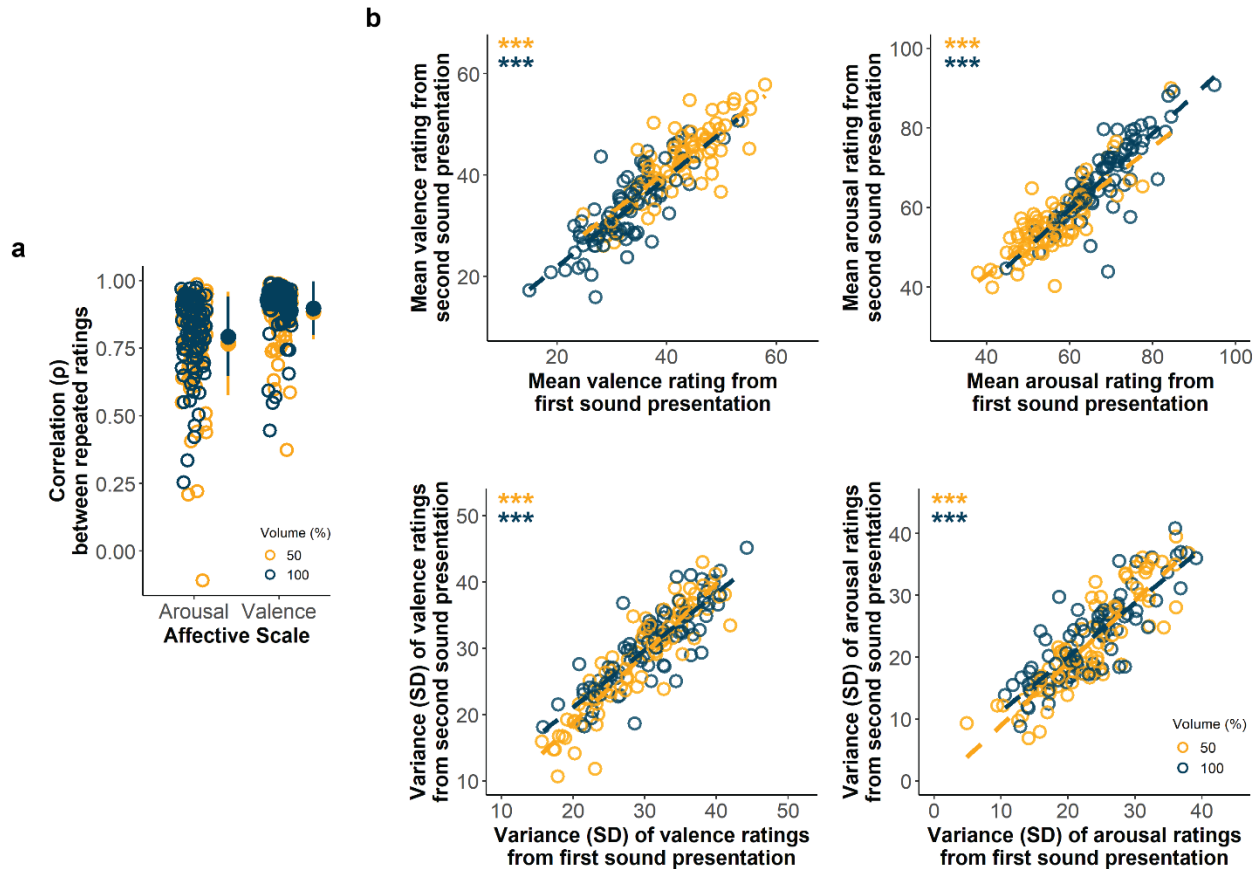 a
Correlation (ρ)
between repeated ratings
1.00
0.75
0.50
0.25
0.00
Volume (%)
50
100
Arousal Valence
Affective Scale
b
***
***
Mean valence rating from
second sound presentation
60
40
20
20 40 60
Mean valence rating from
first sound presentation
***
***
Mean arousal rating from
second sound presentation
100
80
60
40
40 60 80 100
Mean arousal rating from
first sound presentation
***
***
Variance (SD) of valence ratings
from second sound presentation
50
40
30
20
10
10 20 30 40 50
Variance (SD) of valence ratings
from first sound presentation
***
***
Variance (SD) of arousal ratings
from second sound presentation
40
30
20
10
0
Volume (%)
50
100
0 10 20 30 40
Variance (SD) of arousal ratings
from first sound presentation